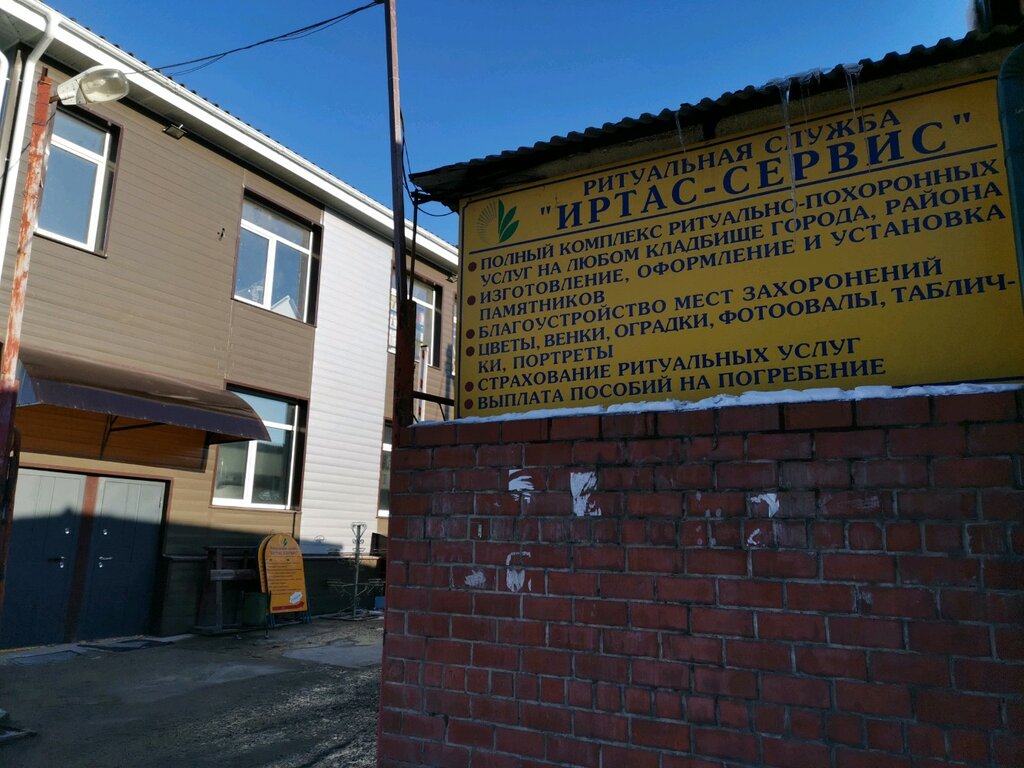 РИТУАЛЬНАЯ СЛУЖБА
"ИРТАС-СЕРВИС"
ПОЛНЫЙ КОМПЛЕКС РИТУАЛЬНО-ПОХОРОННЫХ
УСЛУГ НА ЛЮБОМ КЛАДБИЩЕ ГОРОДА, РАЙОНА
ИЗГОТОВЛЕНИЕ, ОФОРМЛЕНИЕ И УСТАНОВКА
ПАМЯТНИКОВ
БЛАГОУСТРОЙСТВО МЕСТ ЗАХОРОНЕНИЙ
ЦВЕТЫ, ВЕНКИ, ОГРАДКИ, ФОТООВАЛЫ, ТАБЛИЧ-
КИ, ПОРТРЕТЫ
СТРАХОВАНИЕ РИТУАЛЬНЫХ УСЛУГ
ВЫПЛАТА ПОСОБИЙ НА ПОГРЕБЕНИЕ